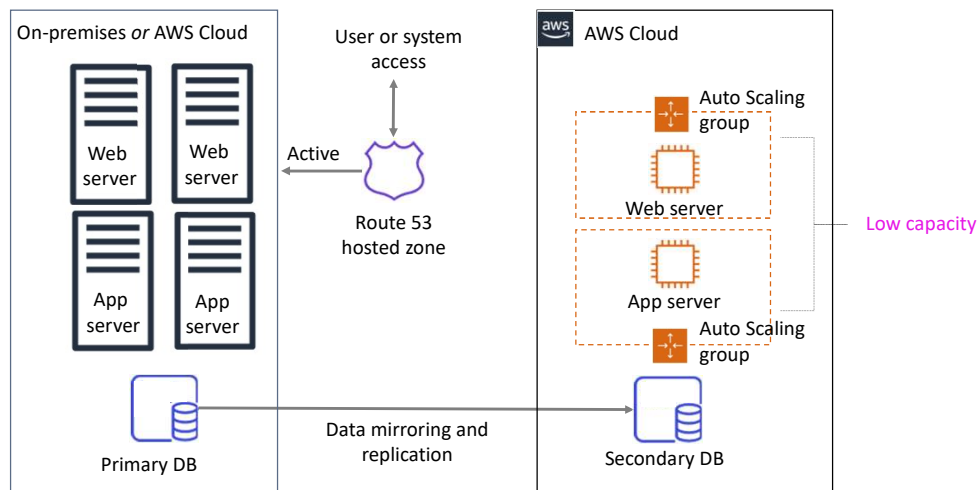 On-premises or AWS Cloud
Web
server
Web
server
App
server
App
server
Primary DB
User or system
access
Active
Route 53
hosted zone
Data mirroring and
replication
aws
AWS Cloud
Auto Scaling
group
Web server
App server
Auto Scaling
group
Secondary DB
Low capacity